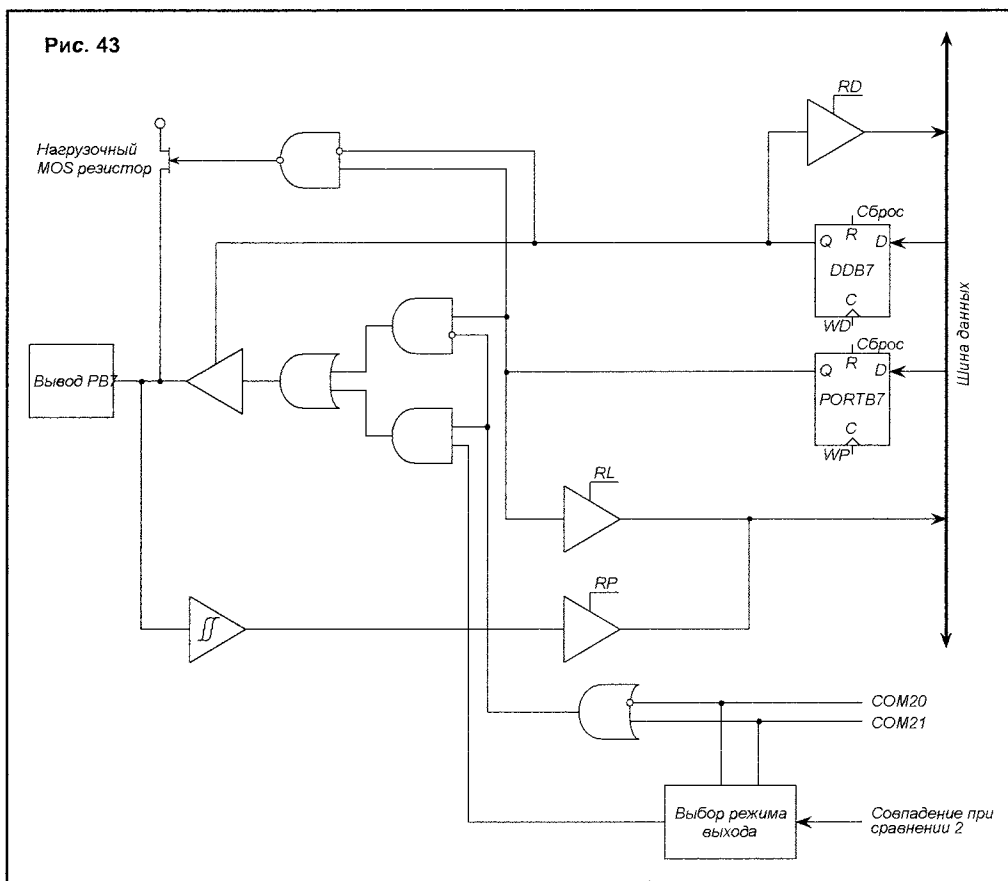 Рис. 43
RD
Нагрузочный
MOS резистор
Сброс
Q
R
D
DDB7
C
WD
Шина данных
Вывод PB7
Сброс
Q
R
D
PORTB7
C
WP
RL
RP
COM20
COM21
Выбор режима
выхода
Совпадение при
сравнении 2